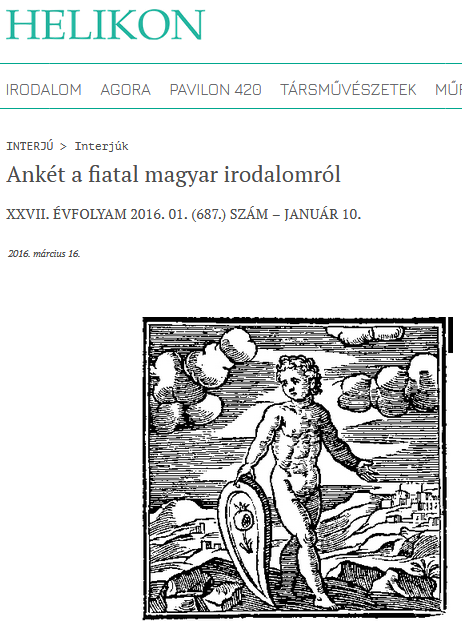 HELIKON
IRODALOM AGORA PAVILON 420 TÁRSMŰVÉSZETEK
INTERJÚ > Interjúk
Ankét a fiatal magyar irodalomról
XXVII. ÉVFOLYAM 2016. 01. (687.) SZÁM – JANUÁR 10.
2016. március 16.